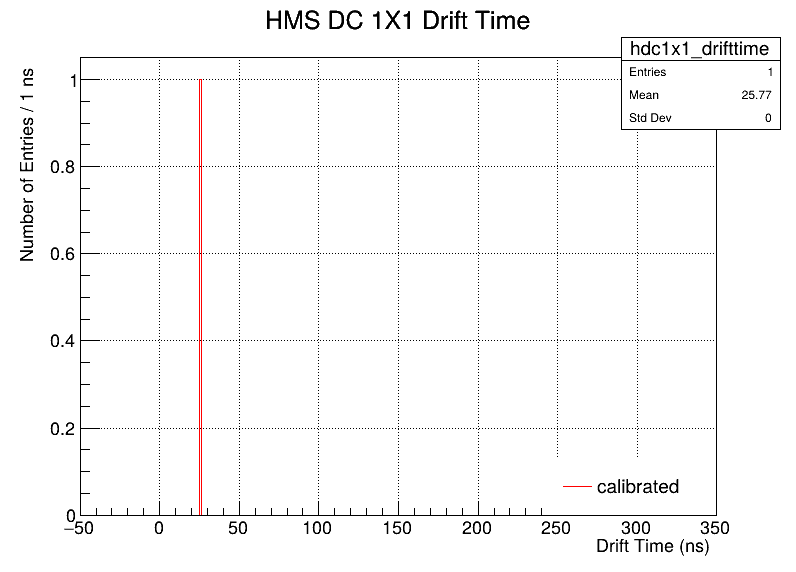 HMS DC 1X1 Drift Time
hdc1x1_drifttime
Entries 1
Mean 25.77
Std Dev 0
Number of Entries / 1 ns
1
0.8
0.6
0.4
0.2
0
−50 0 50 100 150 200 250 300 350
Drift Time (ns)
calibrated